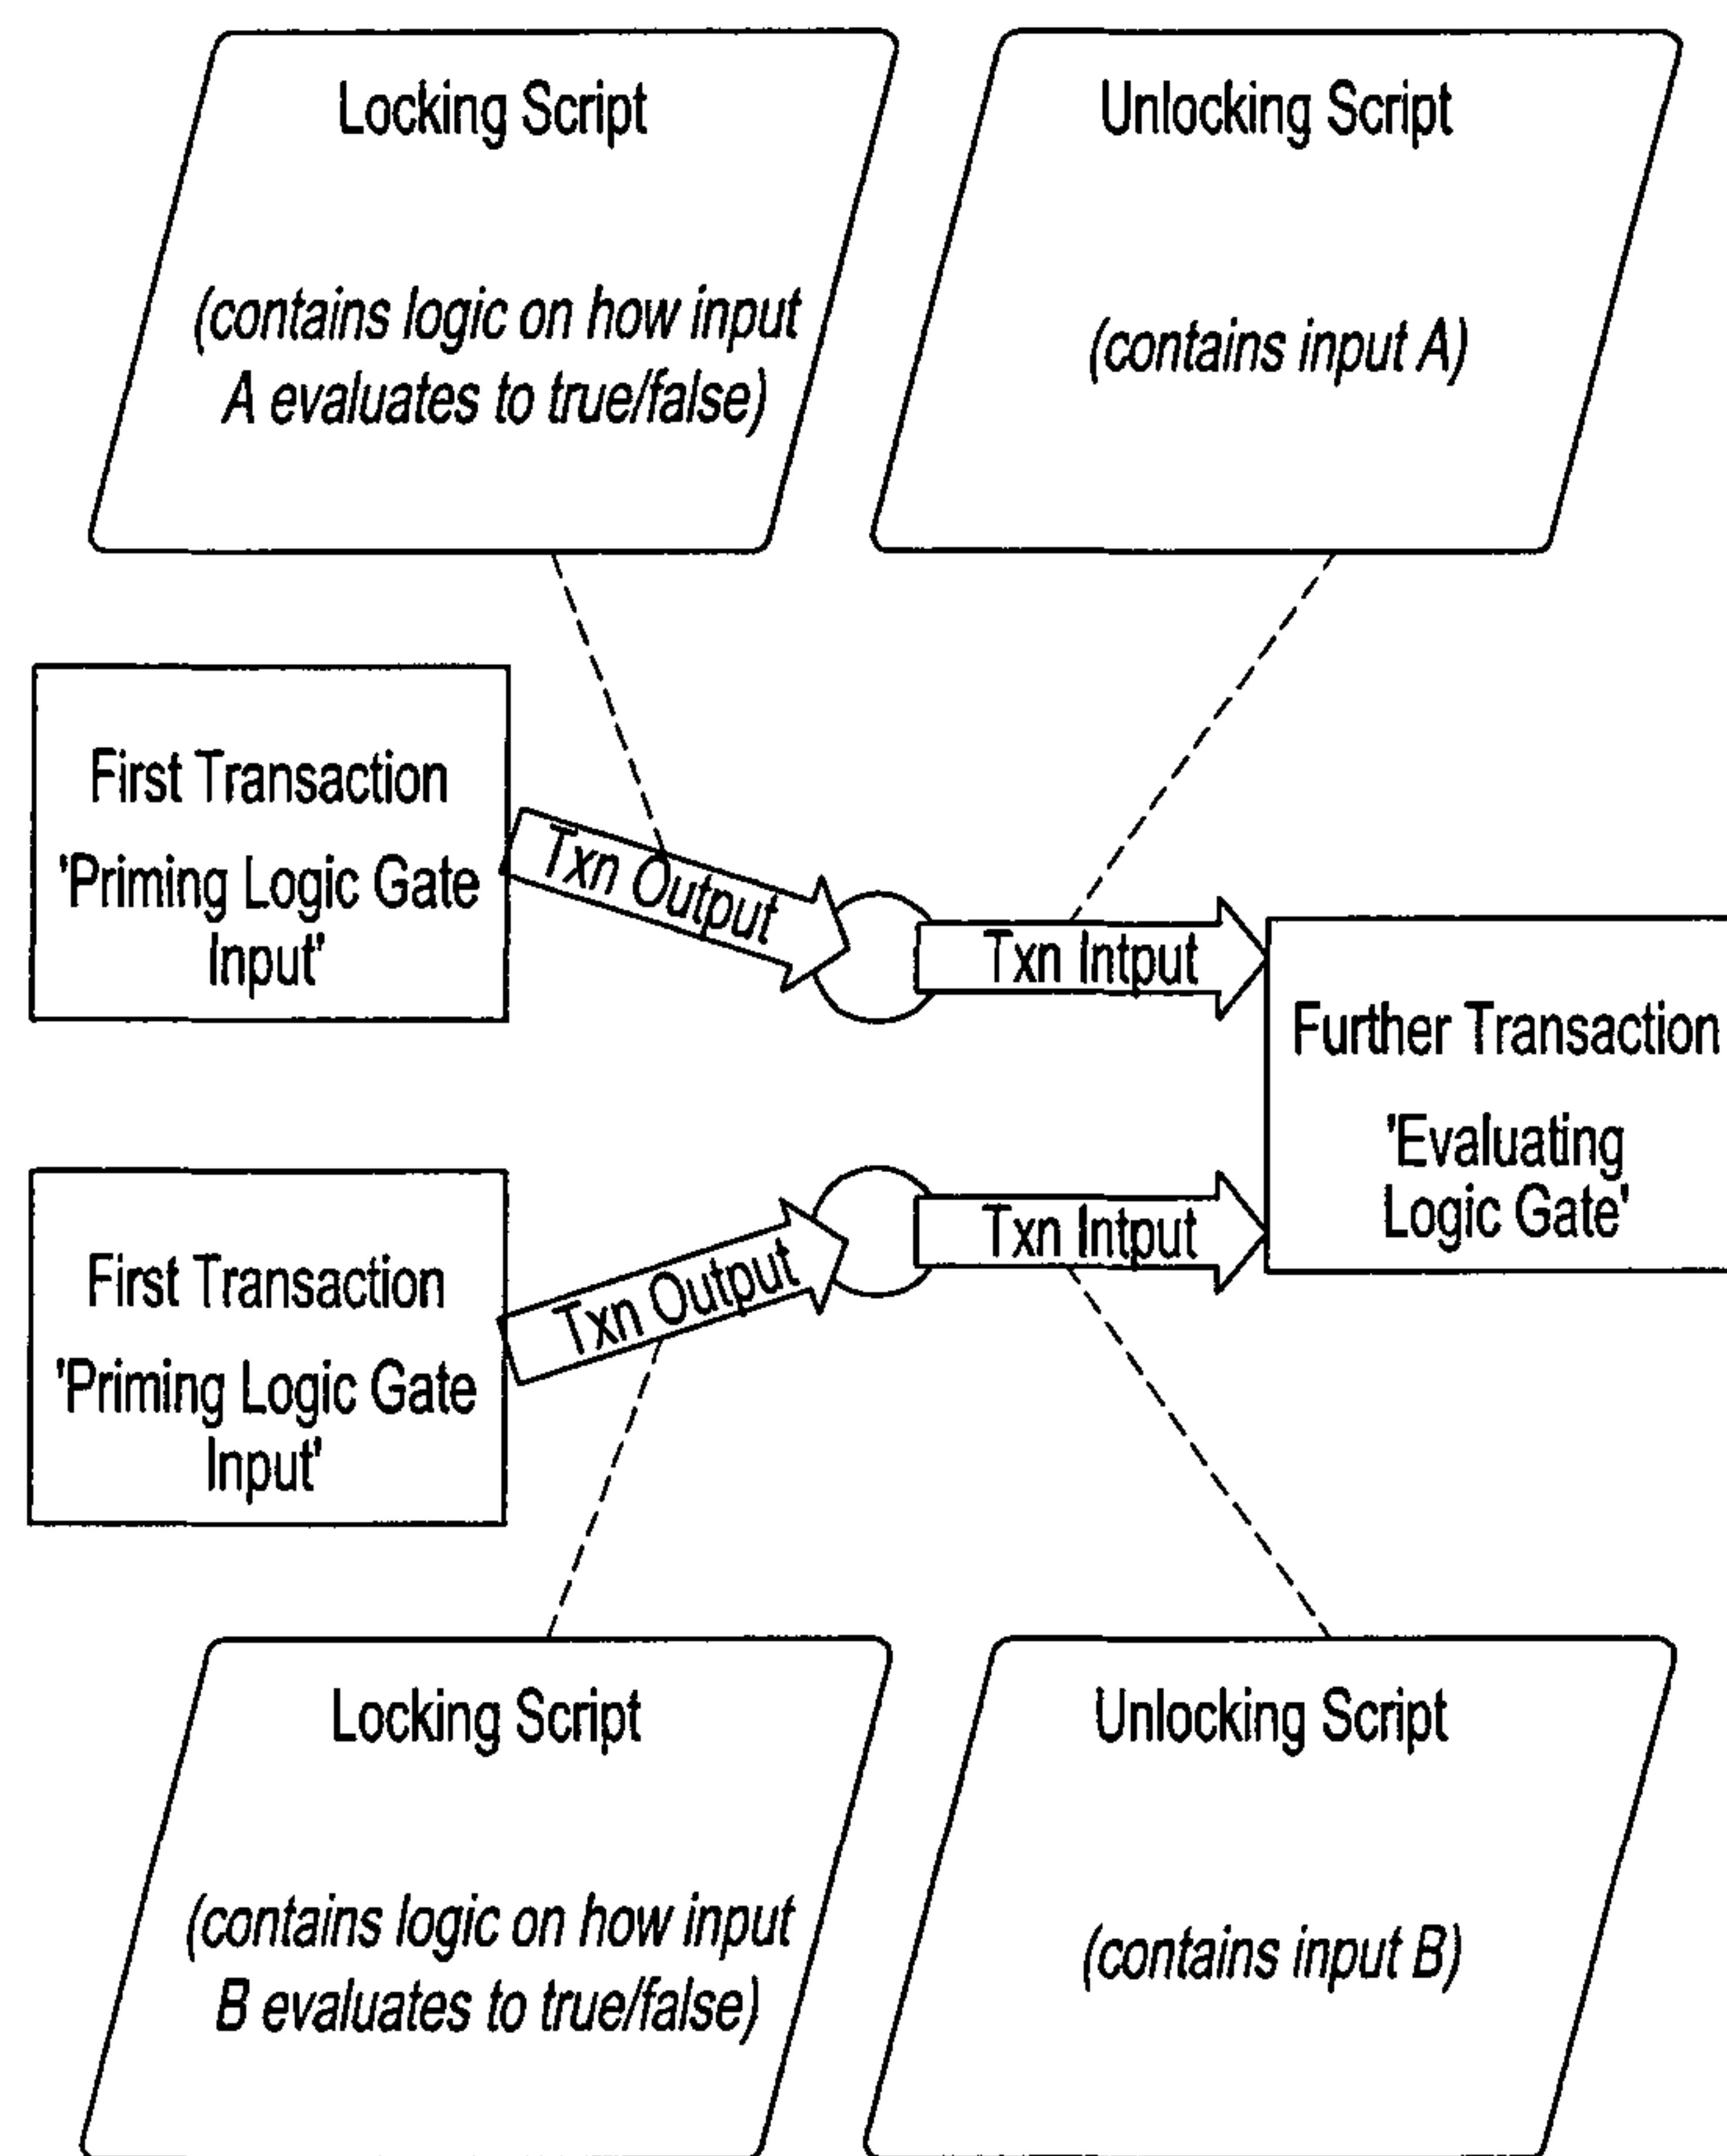 Locking Script
(contains logic on how input
A evaluates to true/false)
Unlocking Script
(contains input A)
First Transaction
'Priming Logic Gate
Input'
Txn Output
Txn Intput
Further Transaction
'Evaluating
Logic Gate'
First Transaction
'Priming Logic Gate
Input'
Txn Output
Txn Intput
Locking Script
(contains logic on how input
B evaluates to true/false)
Unlocking Script
(contains input B)